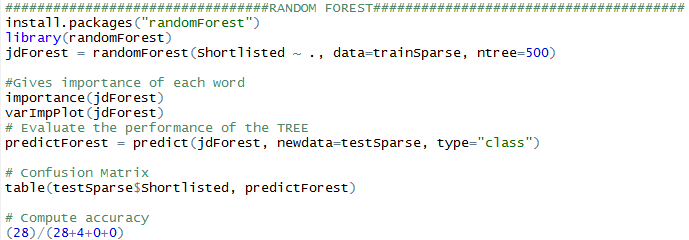 #################################RANDOM FOREST#######################################
install.packages("randomForest")
library(randomForest)
jdForest = randomForest(Shortlisted ~ ., data=trainSparse, ntree=500)
#Gives importance of each word
importance(jdForest)
varImpPlot(jdForest)
# Evaluate the performance of the TREE
predictForest = predict(jdForest, newdata=testSparse, type="class")
# Confusion Matrix
table(testSparse$Shortlisted, predictForest)
# Compute accuracy
(28)/(28+4+0+0)